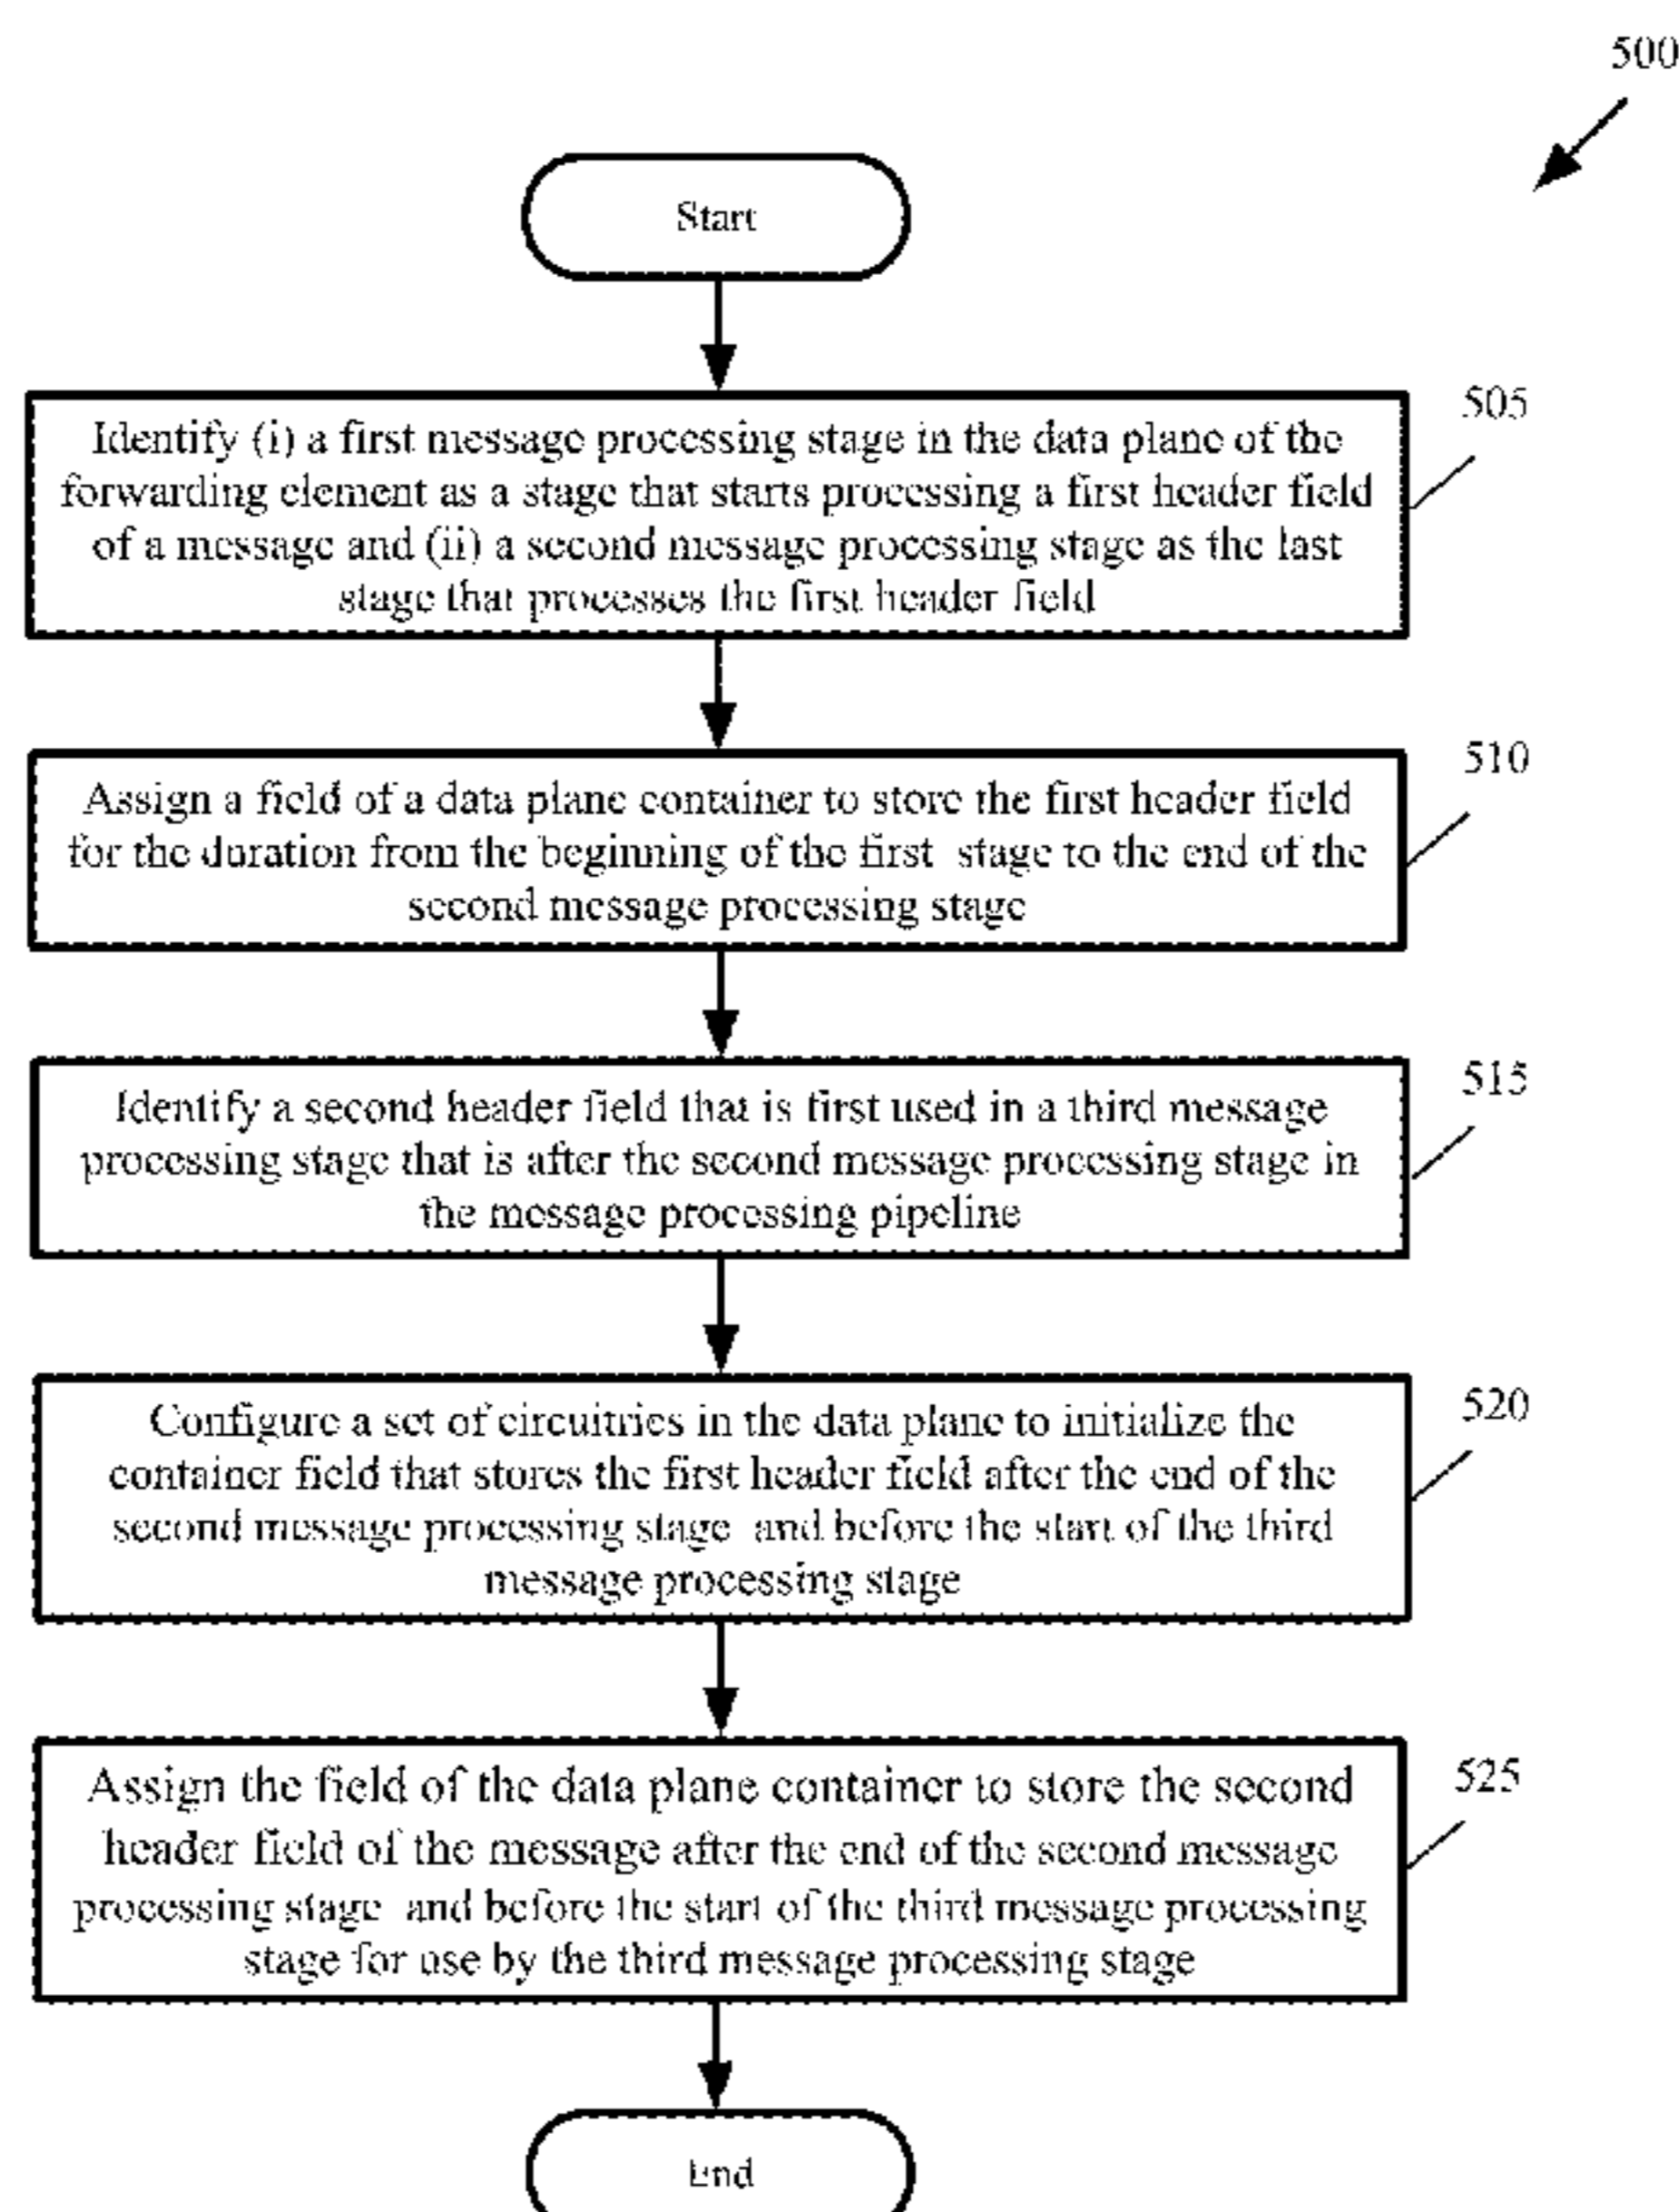 500
Start
505
Identify (i) a first message processing stage in the data plane of the
forwarding element as a stage that starts processing a first header field
of a message and (ii) a second message processing stage as the last
stage that processes the first header field
510
Assign a field of a data plane container to store the first header field
for the duration from the beginning of the first stage to the end of the
second message processing stage
515
Identify a second header field that is first used in a third message
processing stage that is after the second message processing stage in
the message processing pipeline
520
Configure a set of circuitries in the data plane to initialize the
container field that stores the first header field after the end of the
second message processing stage and before the start of the third
message processing stage
525
Assign the field of the data plane container to store the second
header field of the message after the end of the second message
processing stage and before the start of the third message processing
stage for use by the third message processing stage
End